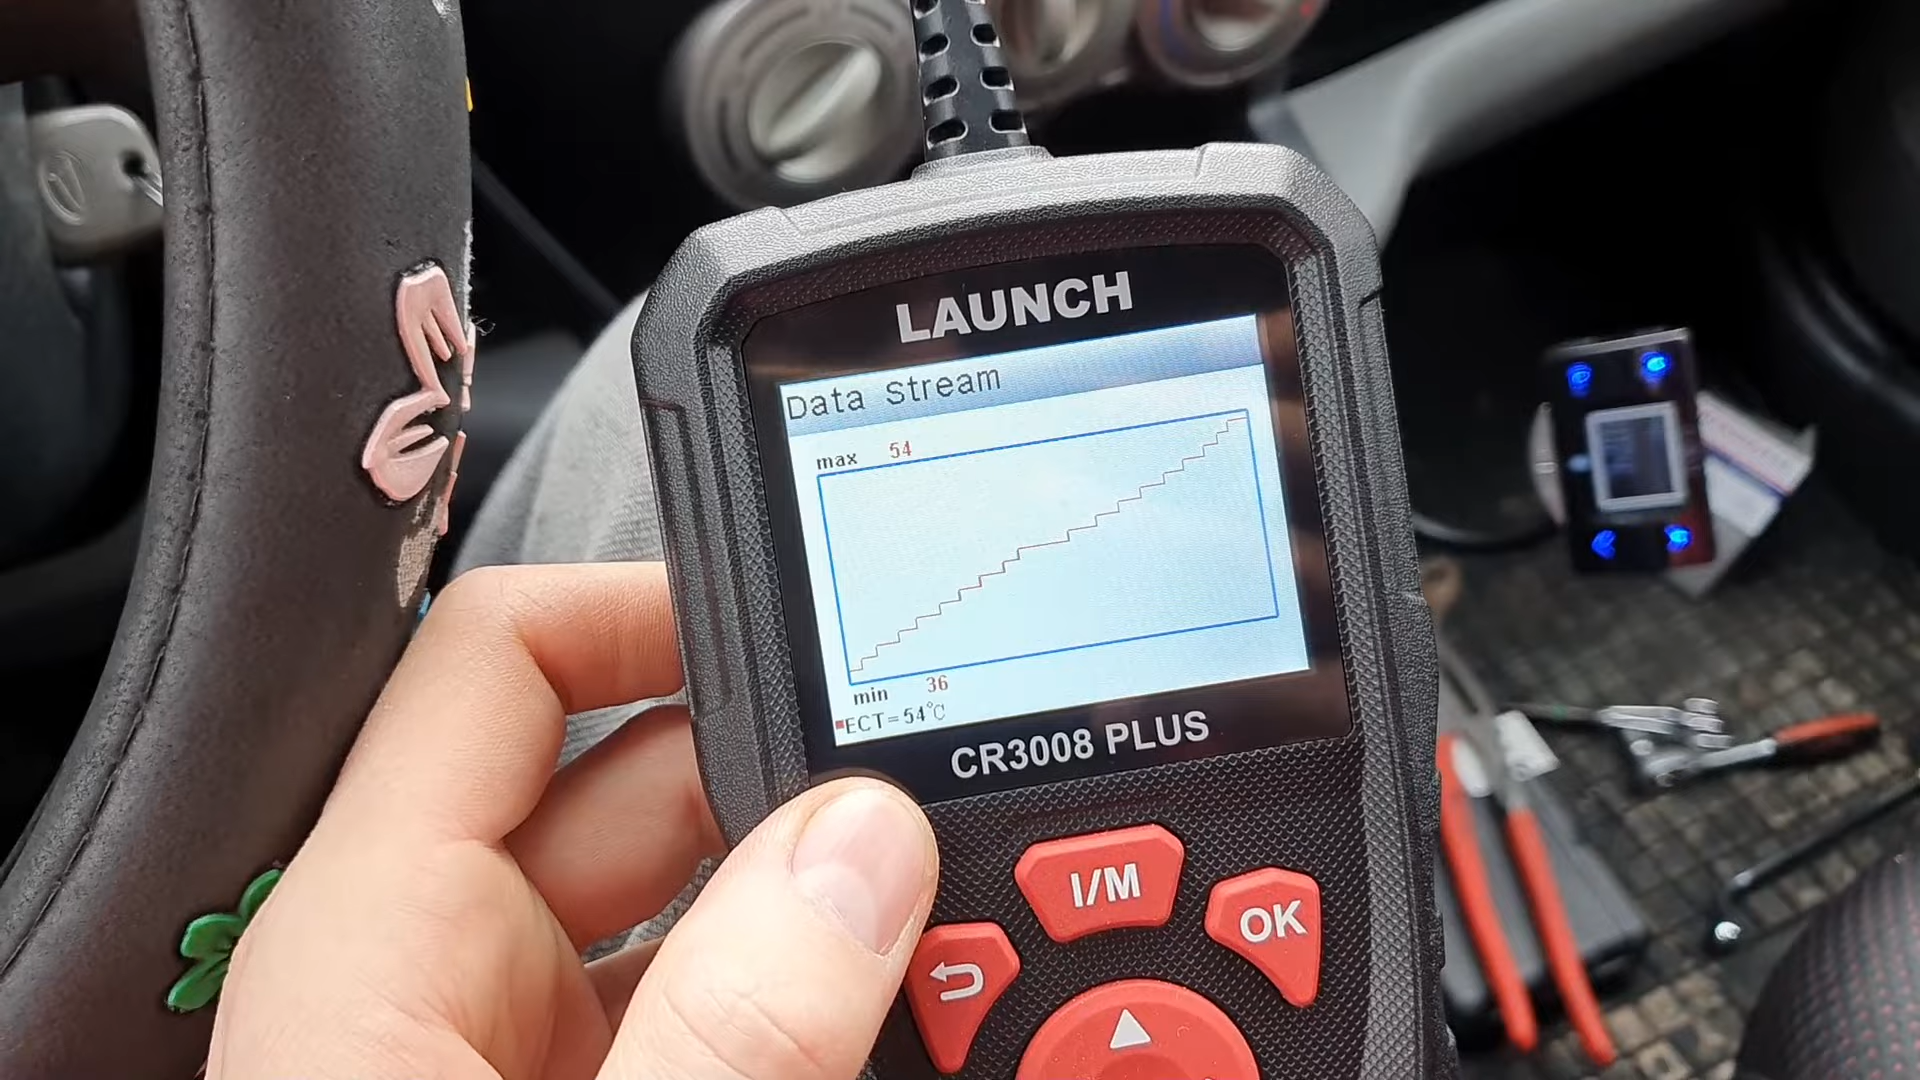 LAUNCH
Data Stream
max 54
min 36
ECT=54℃
CR3008 PLUS
I/M
OK